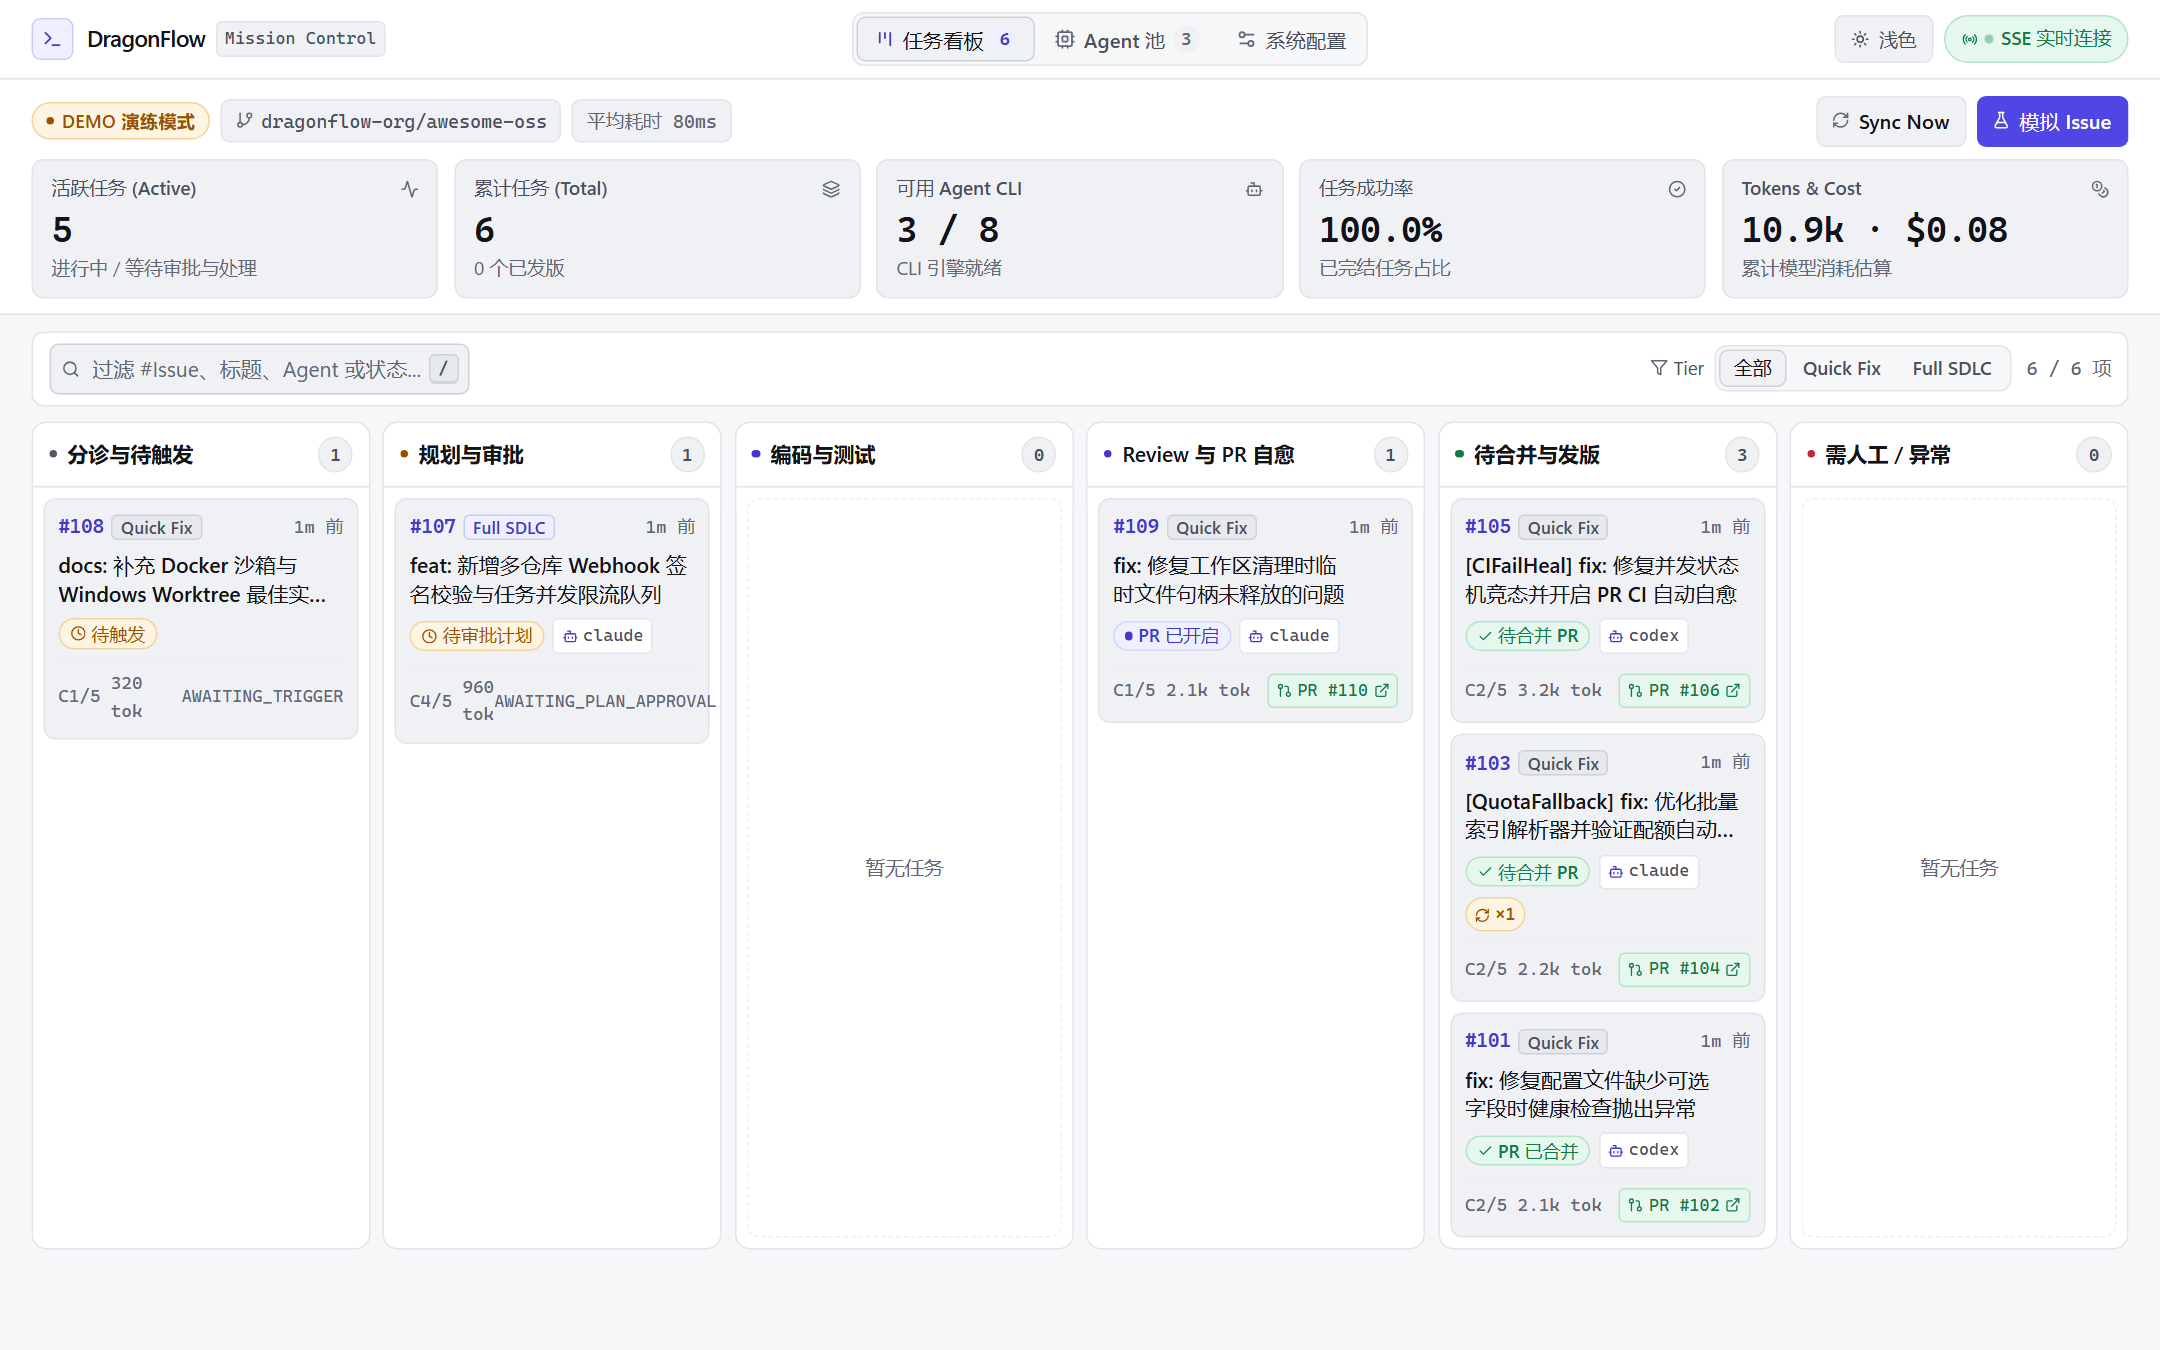 DragonFlow
Mission Control
任务看板 6
Agent 池 3
系统配置
浅色
SSE 实时连接
DEMO 演练模式
dragonflow-org/awesome-oss
平均耗时 80ms
Sync Now
模拟 Issue
活跃任务 (Active)
5
进行中 / 等待审批与处理
累计任务 (Total)
6
0 个已发版
可用 Agent CLI
3 / 8
CLI 引擎就绪
任务成功率
100.0%
已完结任务占比
Tokens & Cost
10.9k · $0.08
累计模型消耗估算
过滤 #Issue、标题、Agent 或状态... /
Tier
全部
Quick Fix
Full SDLC
6 / 6 项
分诊与待触发 1
#108 Quick Fix 1m 前
docs: 补充 Docker 沙箱与
Windows Worktree 最佳实...
待触发
C1/5 320 tok AWAITING_TRIGGER
规划与审批 1
#107 Full SDLC 1m 前
feat: 新增多仓库 Webhook 签
名校验与任务并发限流队列
待审批计划 claude
C4/5 960 tok AWAITING_PLAN_APPROVAL
编码与测试 0
暂无任务
Review 与 PR 自愈 1
#109 Quick Fix 1m 前
fix: 修复工作区清理时临
时文件句柄未释放的问题
PR 已开启 claude
C1/5 2.1k tok PR #110
待合并与发版 3
#105 Quick Fix 1m 前
[CIFailHeal] fix: 修复并发状态
机竞态并开启 PR CI 自动自愈
待合并 PR codex
C2/5 3.2k tok PR #106
#103 Quick Fix 1m 前
[QuotaFallback] fix: 优化批量
索引解析器并验证配额自动...
待合并 PR claude
×1
C2/5 2.2k tok PR #104
#101 Quick Fix 1m 前
fix: 修复配置文件缺少可选
字段时健康检查抛出异常
PR 已合并 codex
C2/5 2.1k tok PR #102
需人工 / 异常 0
暂无任务